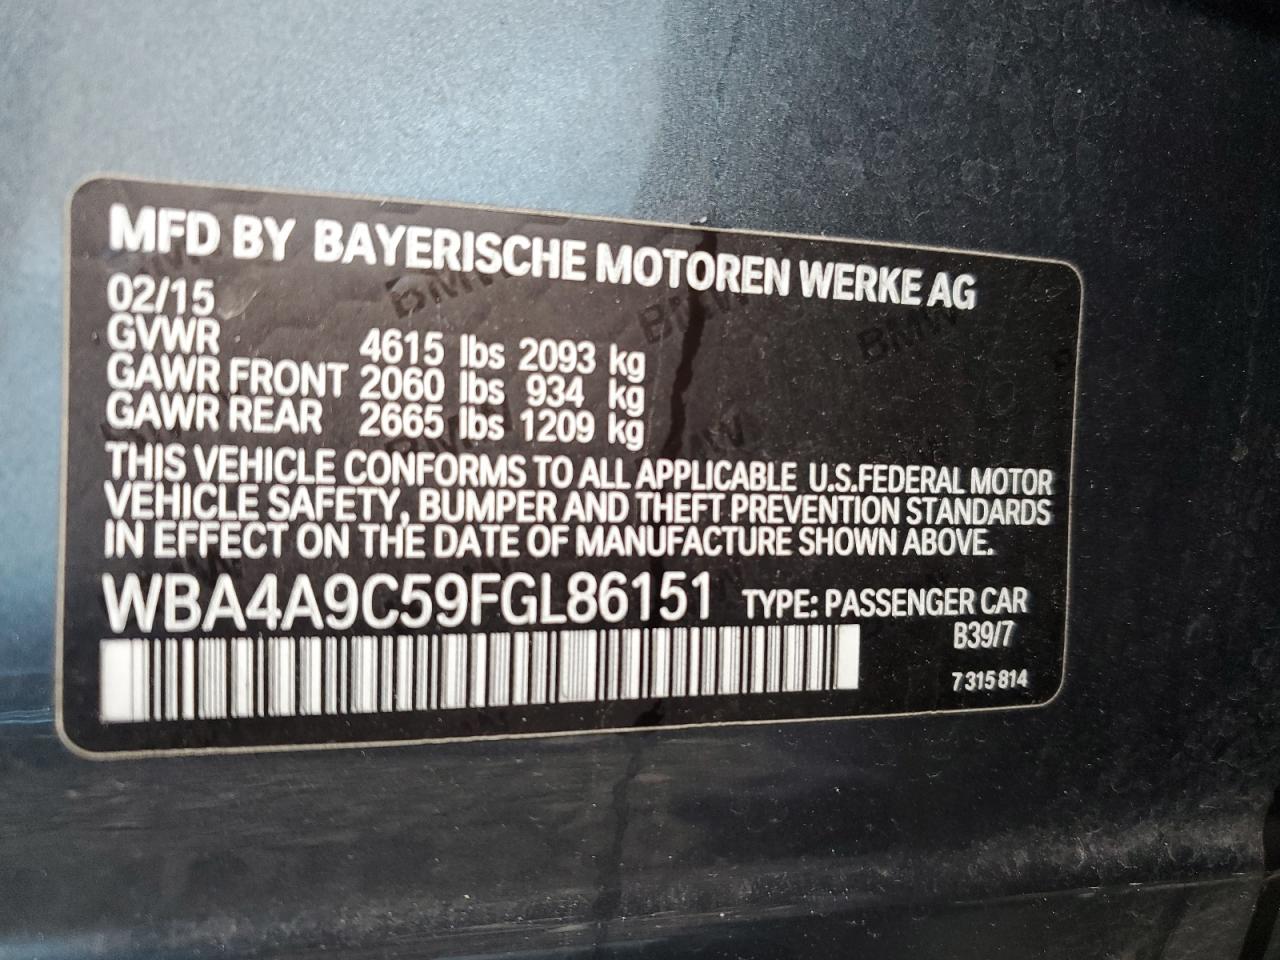 MFD BY BAYERISCHE MOTOREN WERKE AG
02/15
GVWR 4615 lbs 2093 kg
GAWR FRONT 2060 lbs 934 kg
GAWR REAR 2665 lbs 1209 kg
THIS VEHICLE CONFORMS TO ALL APPLICABLE U.S.FEDERAL MOTOR
VEHICLE SAFETY, BUMPER AND THEFT PREVENTION STANDARDS
IN EFFECT ON THE DATE OF MANUFACTURE SHOWN ABOVE.
WBA4A9C59FGL86151 TYPE: PASSENGER CAR
B39/7
7 315 814
BMW
BMW
BMW